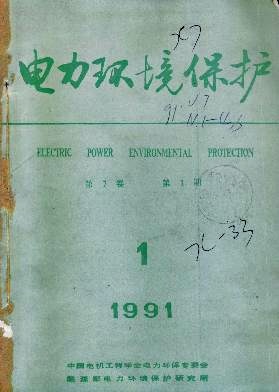 电力环境保护
ELECTRIC POWER ENVIRONMENTAL PROTECTION
第7卷 第1期
1
1991
中国电机工程学会电力环保专委会
能源部电力环境保护研究所